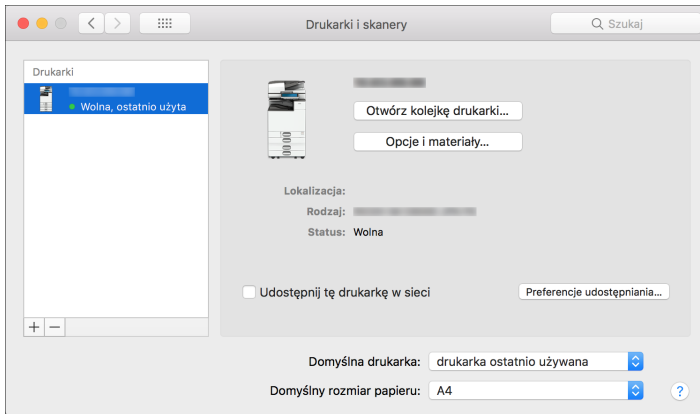 Drukarki i skanery
Szukaj
Drukarki
Wolna, ostatnio użyta
Otwórz kolejkę drukarki...
Opcje i materiały...
Lokalizacja:
Rodzaj:
Status: Wolna
Udostępnij tę drukarkę w sieci
Preferencje udostępniania...
+ −
Domyślna drukarka: drukarka ostatnio używana
Domyślny rozmiar papieru: A4
?